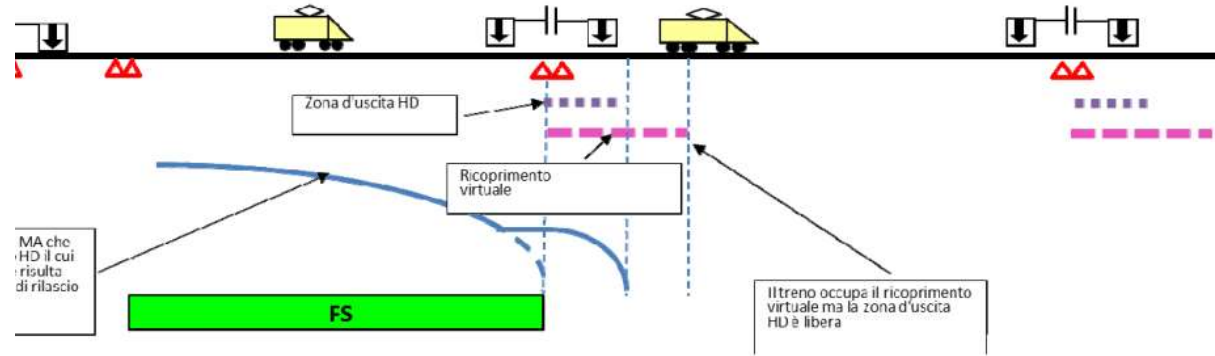 Zona d'uscita HD
Ricoprimento
virtuale
MA che
HD il cui
e risulta
di rilascio
FS
Il treno occupa il ricoprimento
virtuale ma la zona d'uscita
HD è libera